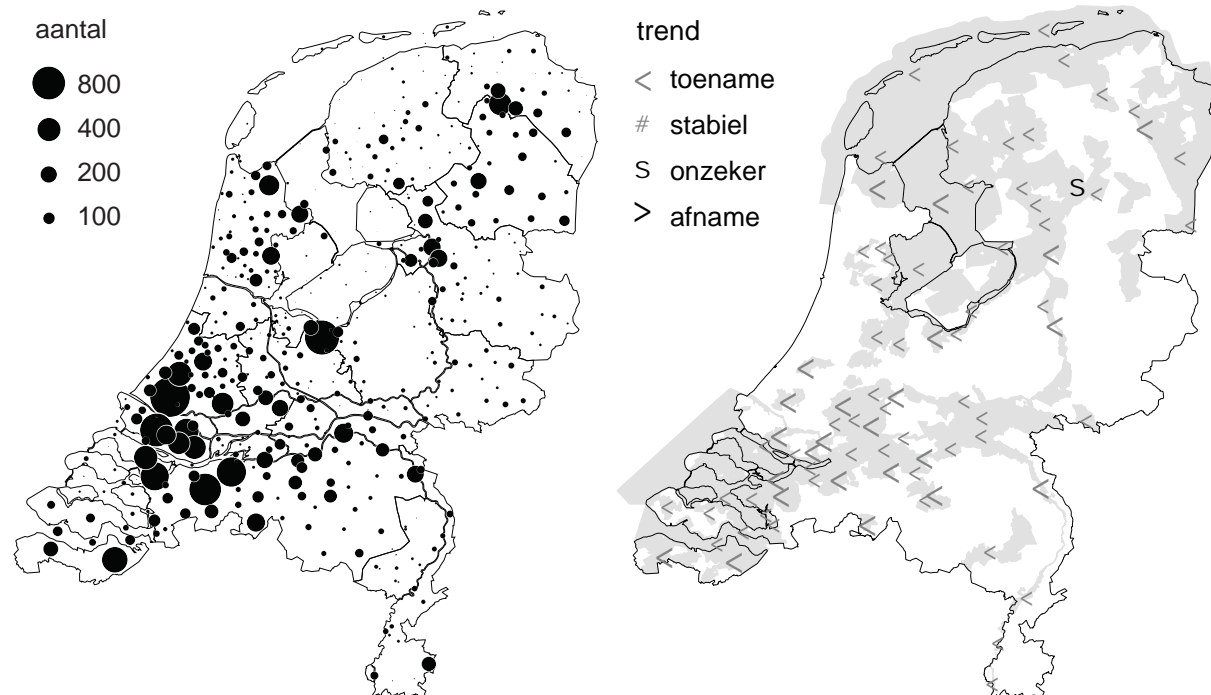 aantal
800
400
200
100
trend
< toename
# stabiel
S onzeker
> afname
S